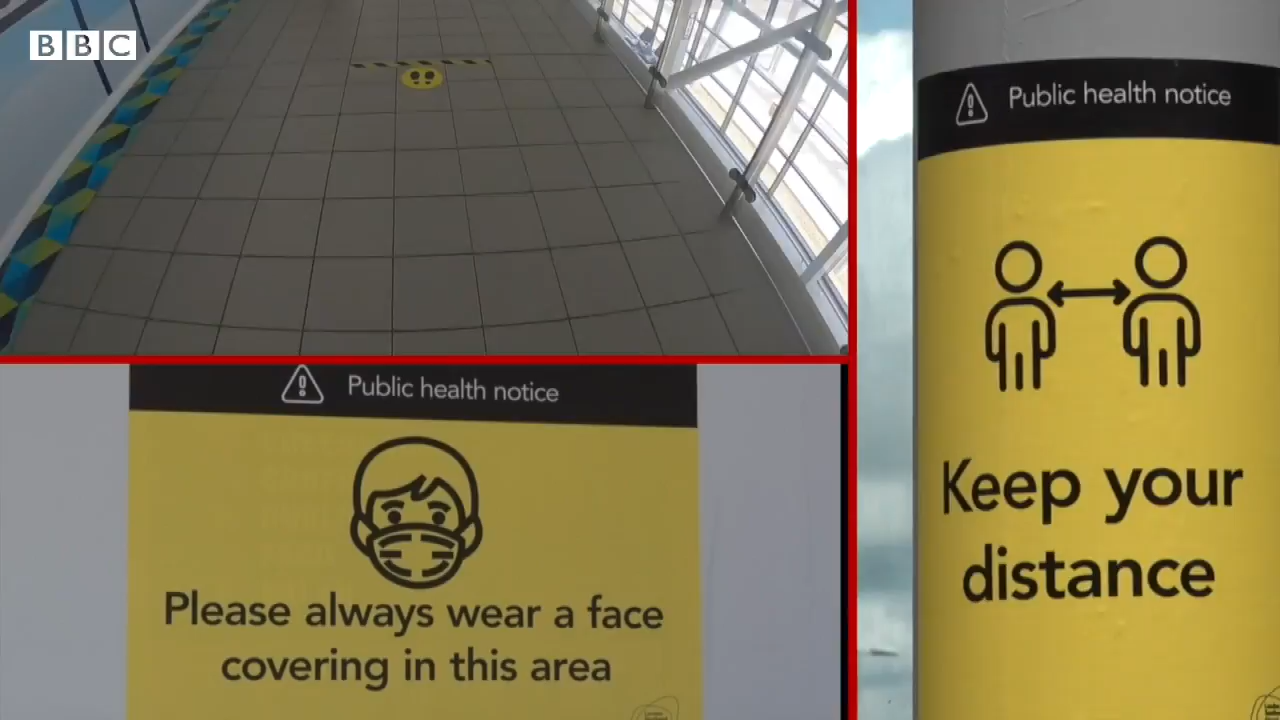 BBC
Public health notice
Please always wear a face
covering in this area
Public health notice
Keep your
distance